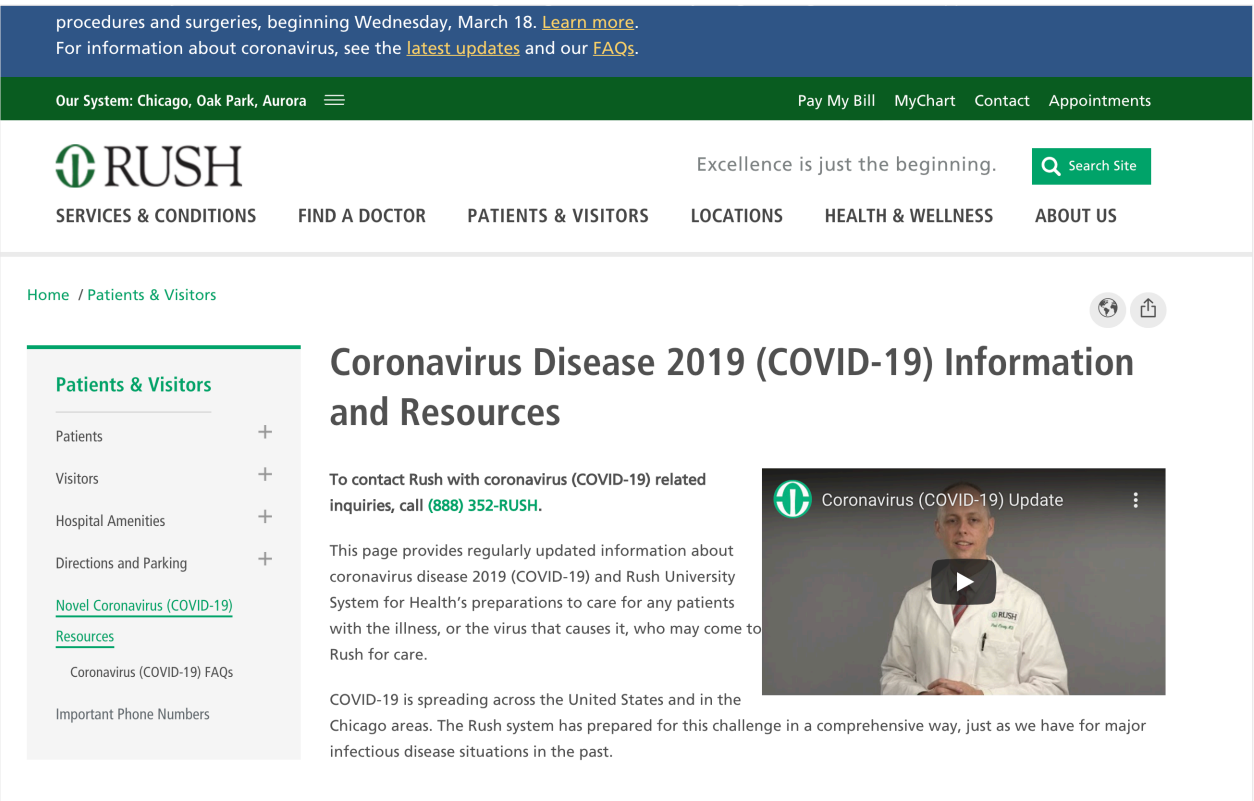 procedures and surgeries, beginning Wednesday, March 18. Learn more.
For information about coronavirus, see the latest updates and our FAQs.
Our System: Chicago, Oak Park, Aurora
Pay My Bill MyChart Contact Appointments
RUSH
Excellence is just the beginning.
Search Site
SERVICES & CONDITIONS FIND A DOCTOR PATIENTS & VISITORS LOCATIONS HEALTH & WELLNESS ABOUT US
Home / Patients & Visitors
Patients & Visitors
Patients
Visitors
Hospital Amenities
Directions and Parking
Novel Coronavirus (COVID-19)
Resources
Coronavirus (COVID-19) FAQs
Important Phone Numbers
Coronavirus Disease 2019 (COVID-19) Information
and Resources
To contact Rush with coronavirus (COVID-19) related
inquiries, call (888) 352-RUSH.
This page provides regularly updated information about
coronavirus disease 2019 (COVID-19) and Rush University
System for Health’s preparations to care for any patients
with the illness, or the virus that causes it, who may come to
Rush for care.
Coronavirus (COVID-19) Update
RUSH
COVID-19 is spreading across the United States and in the
Chicago areas. The Rush system has prepared for this challenge in a comprehensive way, just as we have for major
infectious disease situations in the past.